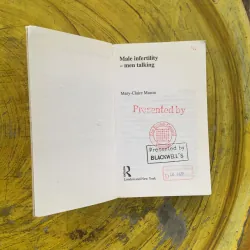 Male infertility
– men talking
Mary-Claire Mason
Presented by
Presented by
BLACKWELL'S
R
London and New York